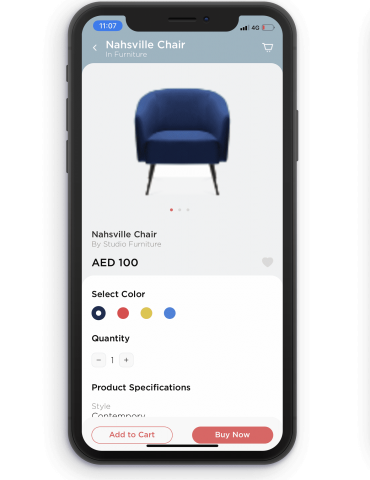 11:07
4G
Nahsville Chair
In Furniture
Nahsville Chair
By Studio Furniture
AED 100
Select Color
Quantity
− 1 +
Product Specifications
Style
Contempory
Add to Cart
Buy Now